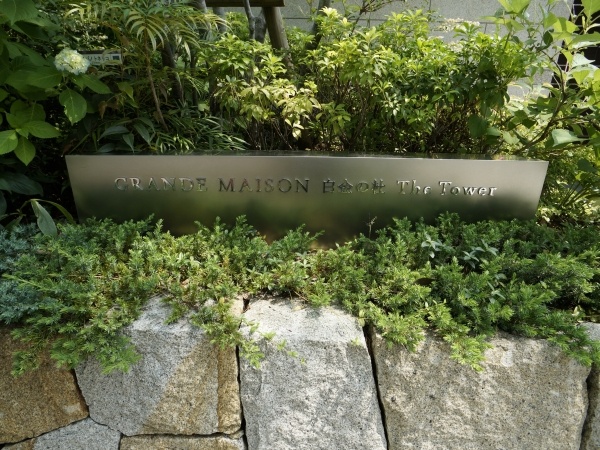 GRANDE MAISON 白金の杜 The Tower